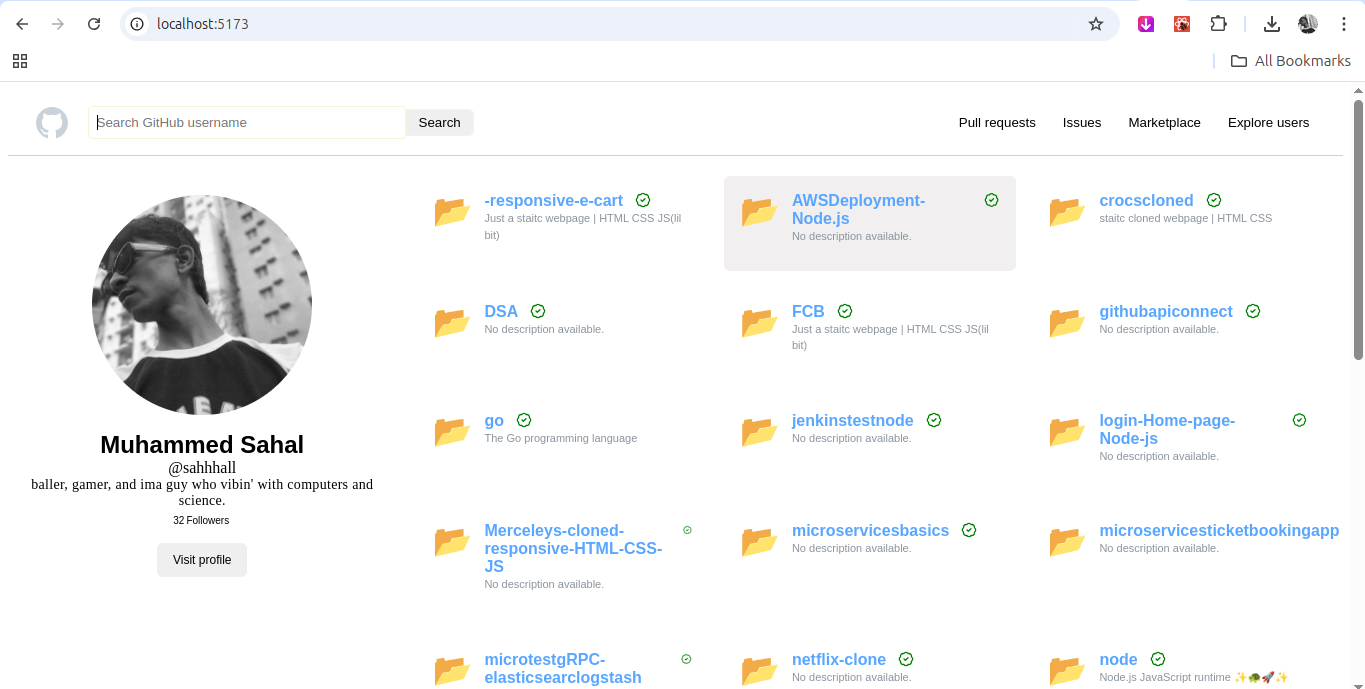 localhost:5173
All Bookmarks
Search GitHub username
Search
Pull requests
Issues
Marketplace
Explore users
Muhammed Sahal
@sahhhall
baller, gamer, and ima guy who vibin' with computers and
science.
32 Followers
Visit profile
-responsive-e-cart
Just a staitc webpage | HTML CSS JS(lil
bit)
AWSDeployment-
Node.js
No description available.
crocscloned
staitc cloned webpage | HTML CSS
DSA
No description available.
FCB
Just a staitc webpage | HTML CSS JS(lil
bit)
githubapiconnect
No description available.
go
The Go programming language
jenkinstestnode
No description available.
login-Home-page-
Node-js
No description available.
Merceleys-cloned-
responsive-HTML-CSS-
JS
No description available.
microservicesbasics
No description available.
microservicesticketbookingapp
No description available.
microtestgRPC-
elasticsearclogstash
netflix-clone
No description available.
node
Node.js JavaScript runtime ✨🐢🚀✨